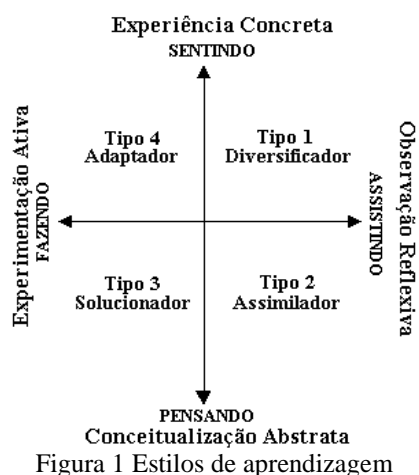 Experiência Concreta
SENTINDO
Tipo 4
Adaptador
Tipo 1
Diversificador
Experimentação Ativa
FAZENDO
ASSISTINDO
Observação Reflexiva
Tipo 3
Solucionador
Tipo 2
Assimilador
PENSANDO
Conceitualização Abstrata
Figura 1 Estilos de aprendizagem